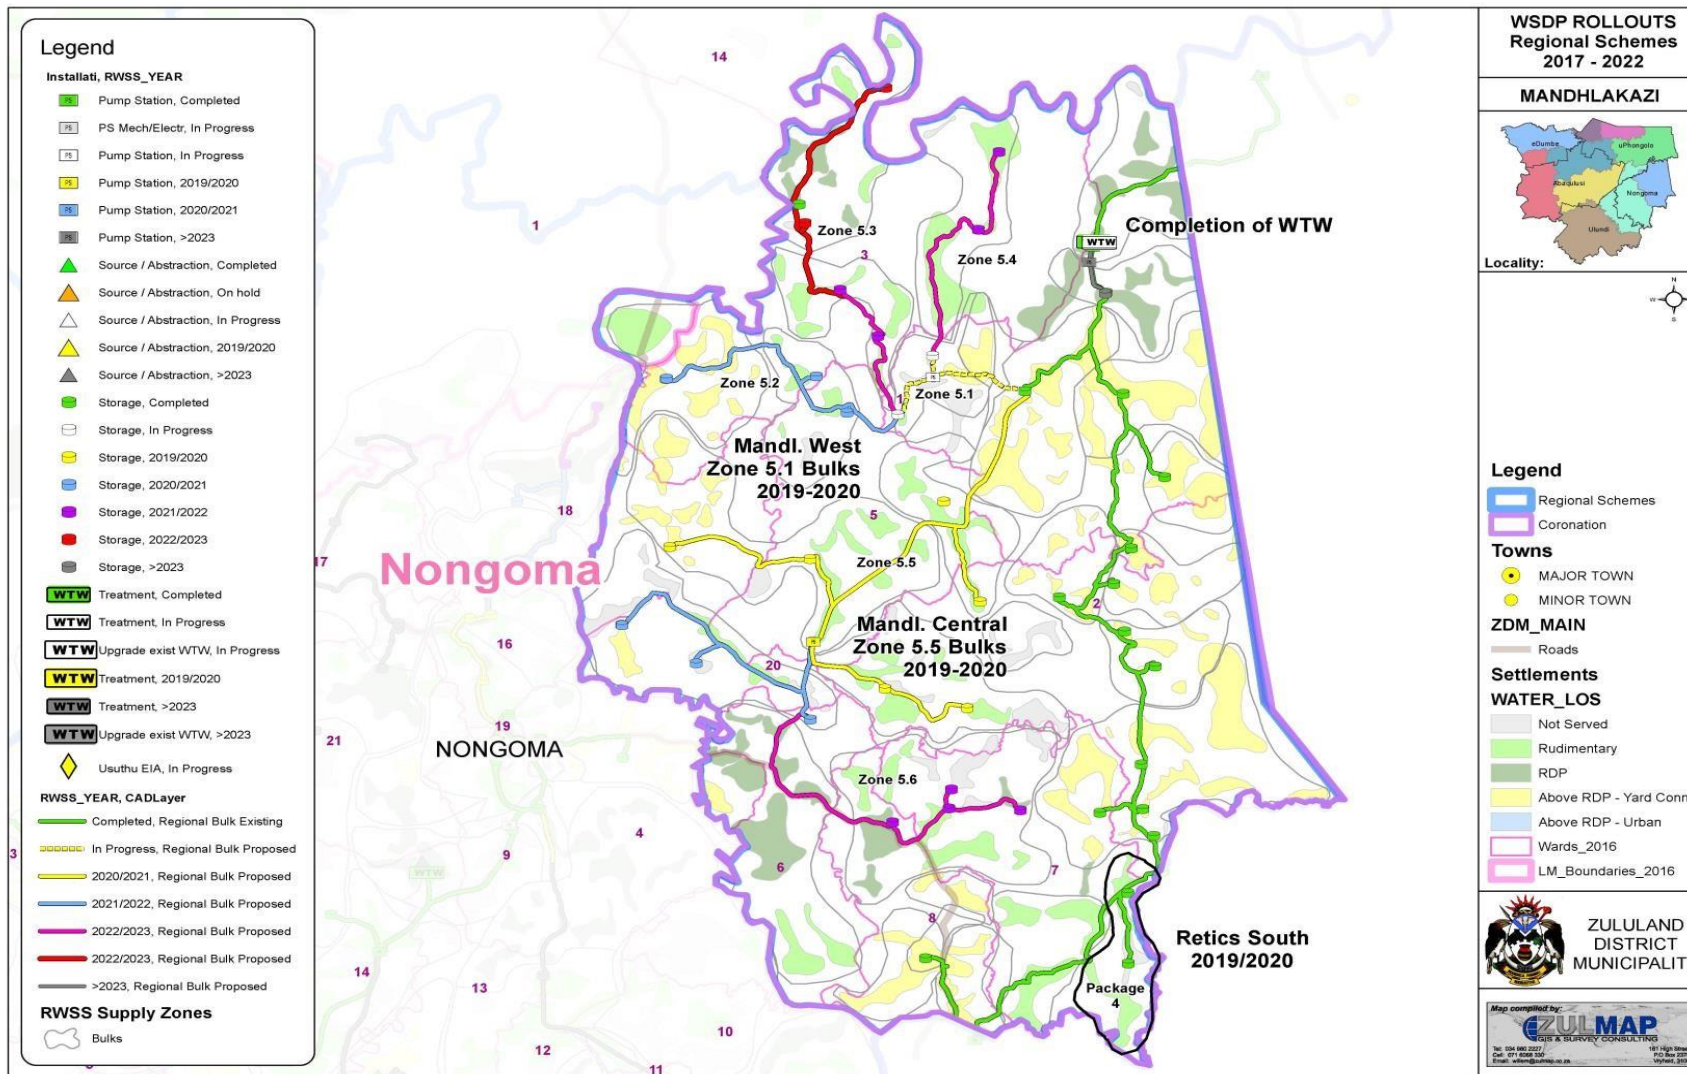 Legend
Installati, RWSS_YEAR
PS Pump Station, Completed
PS PS Mech/Electr, In Progress
PS Pump Station, In Progress
PS Pump Station, 2019/2020
PS Pump Station, 2020/2021
PS Pump Station, >2023
Source / Abstraction, Completed
Source / Abstraction, On hold
Source / Abstraction, In Progress
Source / Abstraction, 2019/2020
Source / Abstraction, >2023
Storage, Completed
Storage, In Progress
Storage, 2019/2020
Storage, 2020/2021
Storage, 2021/2022
Storage, 2022/2023
Storage, >2023
WTW Treatment, Completed
WTW Treatment, In Progress
WTW Upgrade exist WTW, In Progress
WTW Treatment, 2019/2020
WTW Treatment, >2023
WTW Upgrade exist WTW, >2023
Usuthu EIA, In Progress
RWSS_YEAR, CADLayer
Completed, Regional Bulk Existing
In Progress, Regional Bulk Proposed
2020/2021, Regional Bulk Proposed
2021/2022, Regional Bulk Proposed
2022/2023, Regional Bulk Proposed
2022/2023, Regional Bulk Proposed
>2023, Regional Bulk Proposed
RWSS Supply Zones
Bulks
14
1
Zone 5.3
3
Zone 5.4
Completion of WTW
WTW
Zone 5.2
Zone 5.1
1
Mandl. West
Zone 5.1 Bulks
2019-2020
18
5
17
Nongoma
Zone 5.5
2
Mandl. Central
Zone 5.5 Bulks
2019-2020
16
20
19
21
NONGOMA
Zone 5.6
4
3
9
6
7
8
Retics South
2019/2020
Package
4
14
13
10
12
11
WTW
WSDP ROLLOUTS
Regional Schemes
2017 - 2022
MANDHLAKAZI
eDumbe
uPhongolo
Abaqulusi
Nongoma
Ulundi
Locality:
N
W
S
Legend
Regional Schemes
Coronation
Towns
MAJOR TOWN
MINOR TOWN
ZDM_MAIN
Roads
Settlements
WATER_LOS
Not Served
Rudimentary
RDP
Above RDP - Yard Conn
Above RDP - Urban
Wards_2016
LM_Boundaries_2016
ZULULAND
DISTRICT
MUNICIPALIT
Map compiled by:
ZULMAP
GIS & SURVEY CONSULTING